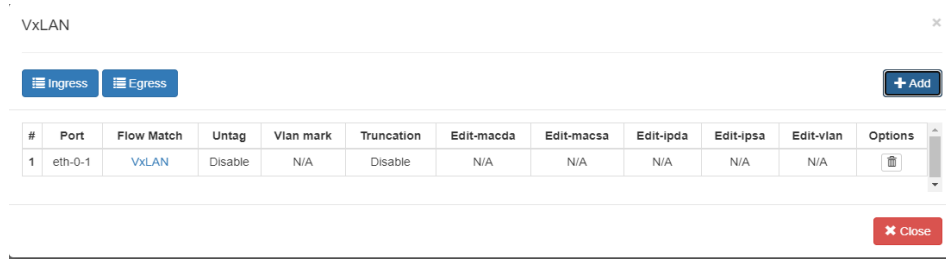 VxLAN ×
Ingress Egress + Add
# Port Flow Match Untag Vlan mark Truncation Edit-macda Edit-macsa Edit-ipda Edit-ipsa Edit-vlan Options
1 eth-0-1 VxLAN Disable N/A Disable N/A N/A N/A N/A N/A
Close